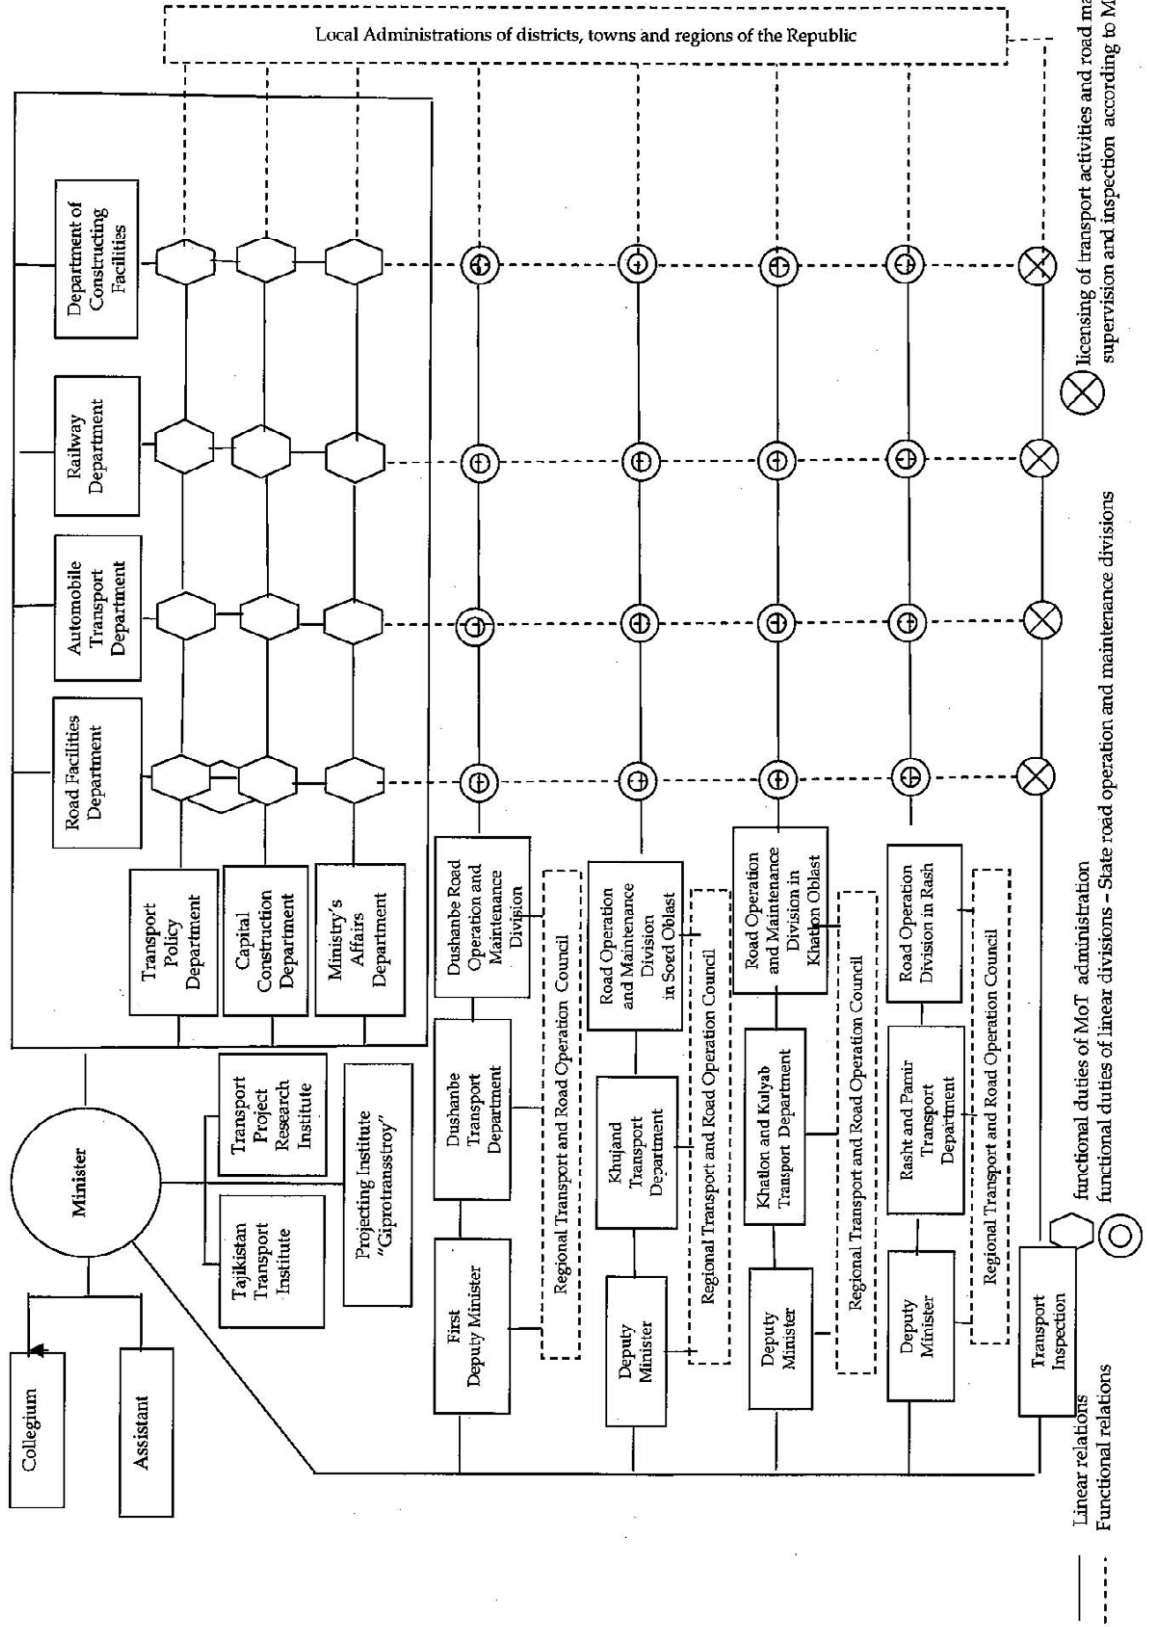 Collegium
Assistant
Minister
Tajikistan
Transport
Institute
Transport
Project
Research
Institute
Projecting Institute
"Giprotransstroy"
Road Facilities
Department
Automobile
Transport
Department
Railway
Department
Department of
Constructing
Facilities
Transport
Policy
Department
Capital
Construction
Department
Ministry's
Affairs
Department
Local Administrations of districts, towns and regions of the Republic
First
Deputy Minister
Dushanbe
Transport
Department
Dushanbe Road
Operation and
Maintenance
Division
Regional Transport and Road Operation Council
Deputy
Minister
Khujand
Transport
Department
Road Operation
and Maintenance
Division
in Sogd Oblast
Regional Transport and Road Operation Council
Deputy
Minister
Khatlon and Kulyab
Transport Department
Road Operation
and Maintenance
Division in
Khatlon Oblast
Regional Transport and Road Operation Council
Deputy
Minister
Rasht and Pamir
Transport
Department
Road Operation
Division in Rash
Regional Transport and Road Operation Council
Transport
Inspection
Linear relations
Functional relations
functional duties of MoT administration
functional duties of linear divisions – State road operation and maintenance divisions
licensing of transport activities and road ma
supervision and inspection according to M